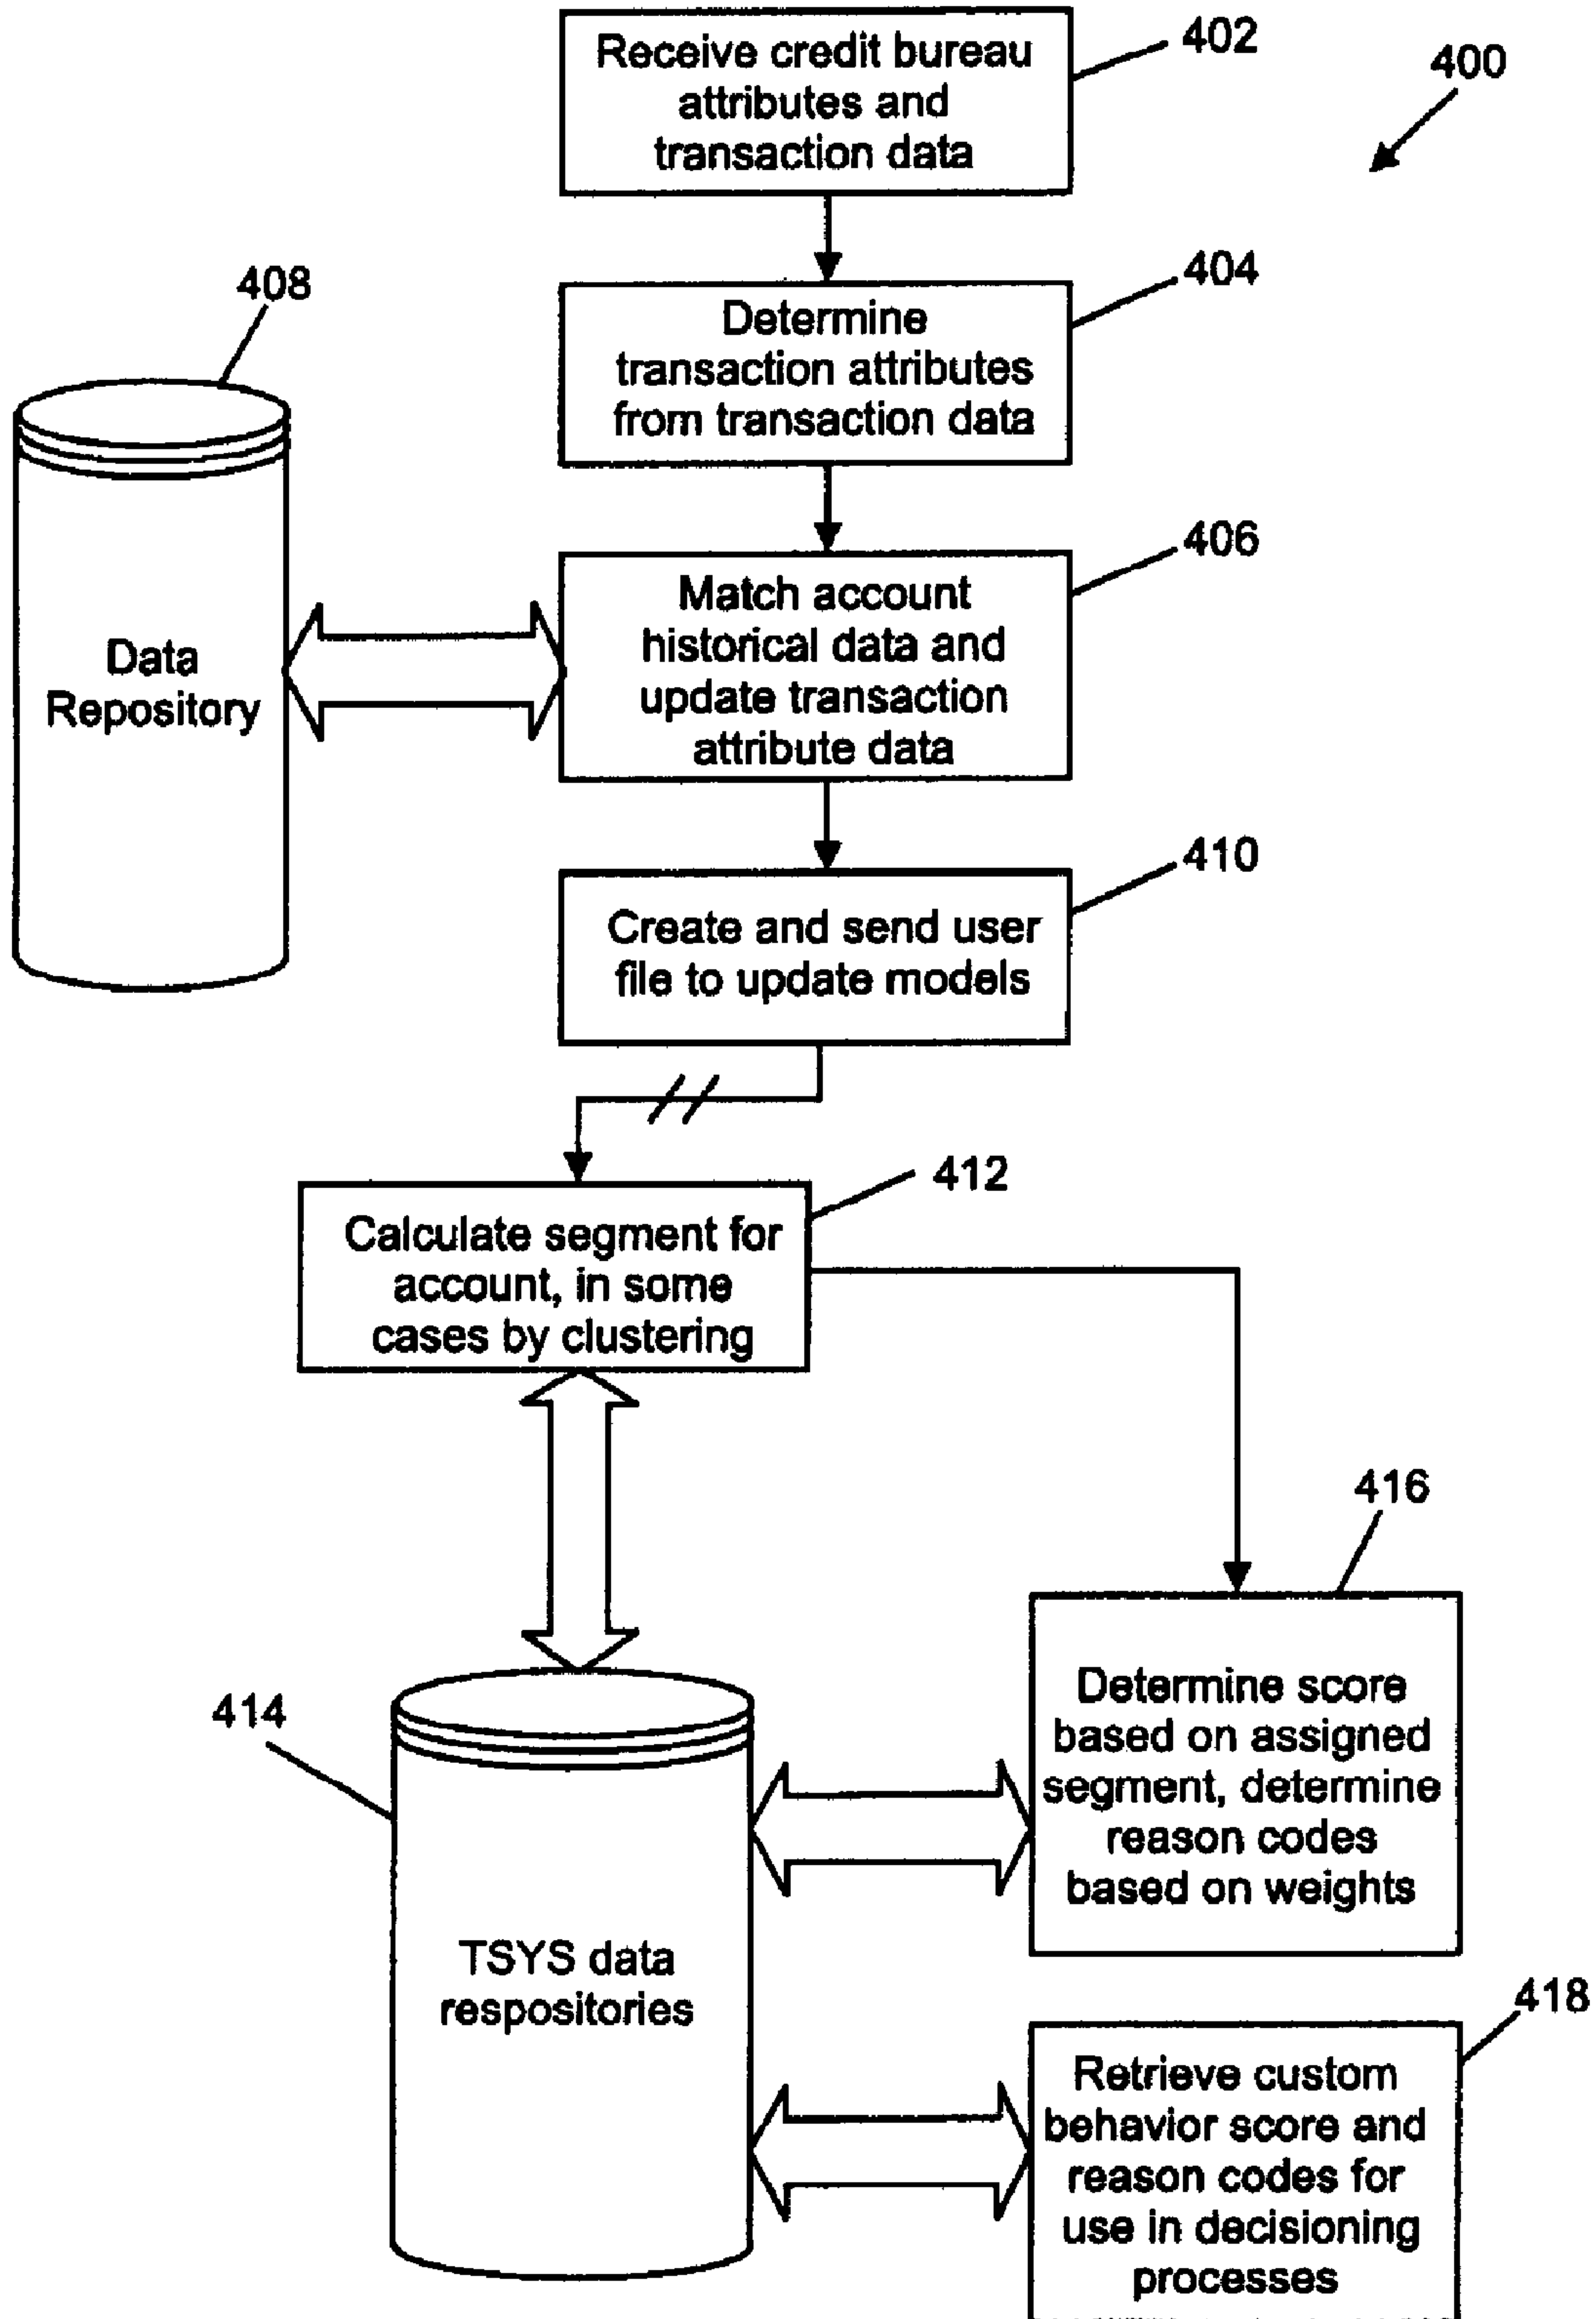 Receive credit bureau
attributes and
transaction data
402
400
Determine
transaction attributes
from transaction data
404
408
Data
Repository
Match account
historical data and
update transaction
attribute data
406
Create and send user
file to update models
410
Calculate segment for
account, in some
cases by clustering
412
414
TSYS data
respositories
416
Determine score
based on assigned
segment, determine
reason codes
based on weights
418
Retrieve custom
behavior score and
reason codes for
use in decisioning
processes